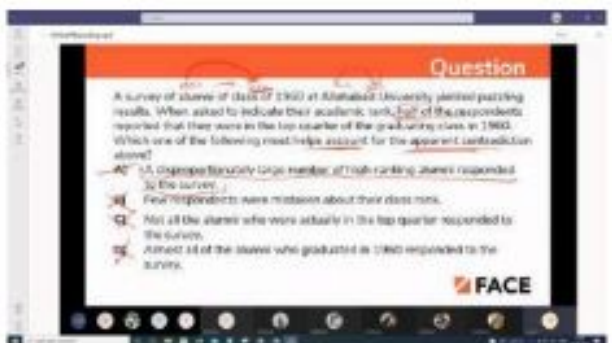 Question
A survey of alumni of class of 1960 at Allahabad University yielded puzzling
results. When asked to indicate their academic rank, half of the respondents
reported that they were in the top quarter of the graduating class in 1960.
Which one of the following most helps account for the apparent contradiction
above?
A) A disproportionately large number of high ranking alumni responded
to the survey.
B) Few respondents were mistaken about their class rank.
C) Not all the alumni who were actually in the top quarter responded to
the survey.
D) Almost all of the alumni who graduated in 1960 responded to the
survey.
FACE